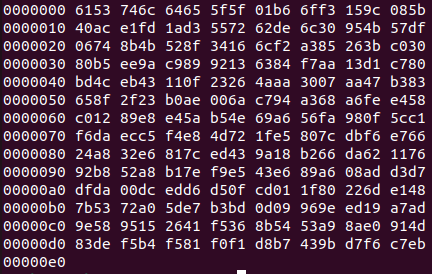 0000000 6153 746c 6465 5f5f 01b6 6ff3 159c 085b
0000010 40ac e1fd 1ad3 5572 62de 6c30 954b 57df
0000020 0674 8b4b 528f 3416 6cf2 a385 263b c030
0000030 80b5 ee9a c989 9213 6384 f7aa 13d1 c780
0000040 bd4c eb43 110f 2326 4aaa 3007 aa47 b383
0000050 658f 2f23 b0ae 006a c794 a368 a6fe e458
0000060 c012 89e8 e45a b54e 69a6 56fa 980f 5cc1
0000070 f6da ecc5 f4e8 4d72 1fe5 807c dbf6 e766
0000080 24a8 32e6 817c ed43 9a18 b266 da62 1176
0000090 92b8 52a8 b17e f9e5 43e6 89a6 08ad d3d7
00000a0 dfda 00dc edd6 d50f cd01 1f80 226d e148
00000b0 7b53 72a0 5de7 b3bd 0d09 969e ed19 a7ad
00000c0 9e58 9515 2641 f536 8b54 53a9 8ae0 914d
00000d0 83de f5b4 f581 f0f1 d8b7 439b d7f6 c7eb
00000e0